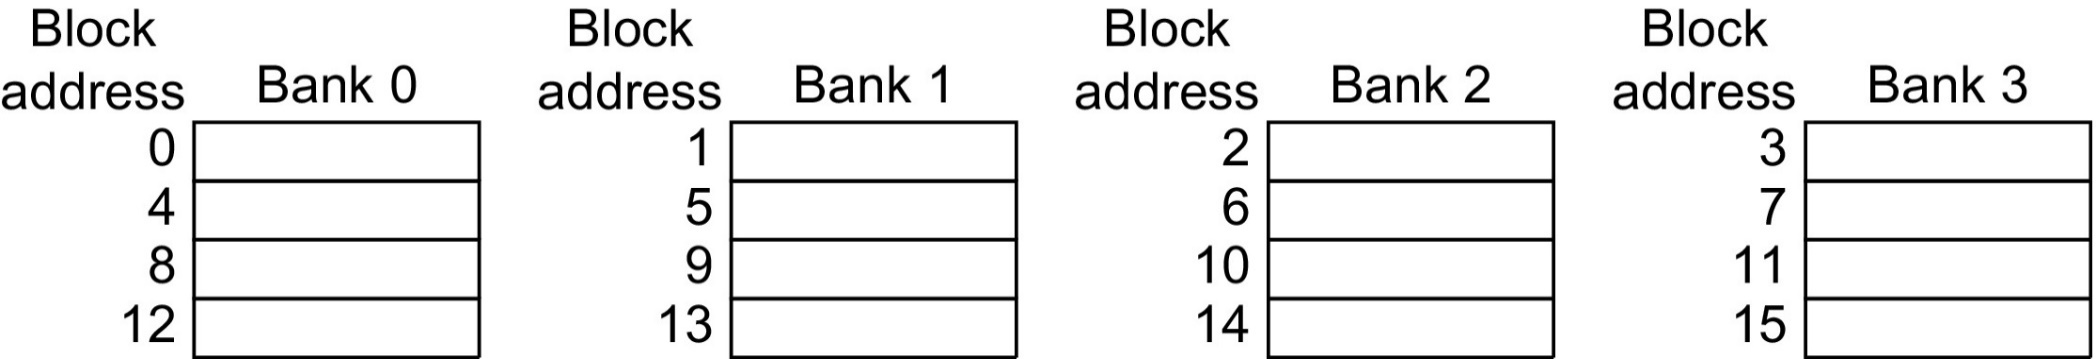 Block Block Block Block
address Bank 0 address Bank 1 address Bank 2 address Bank 3
0 1 2 3
4 5 6 7
8 9 10 11
12 13 14 15